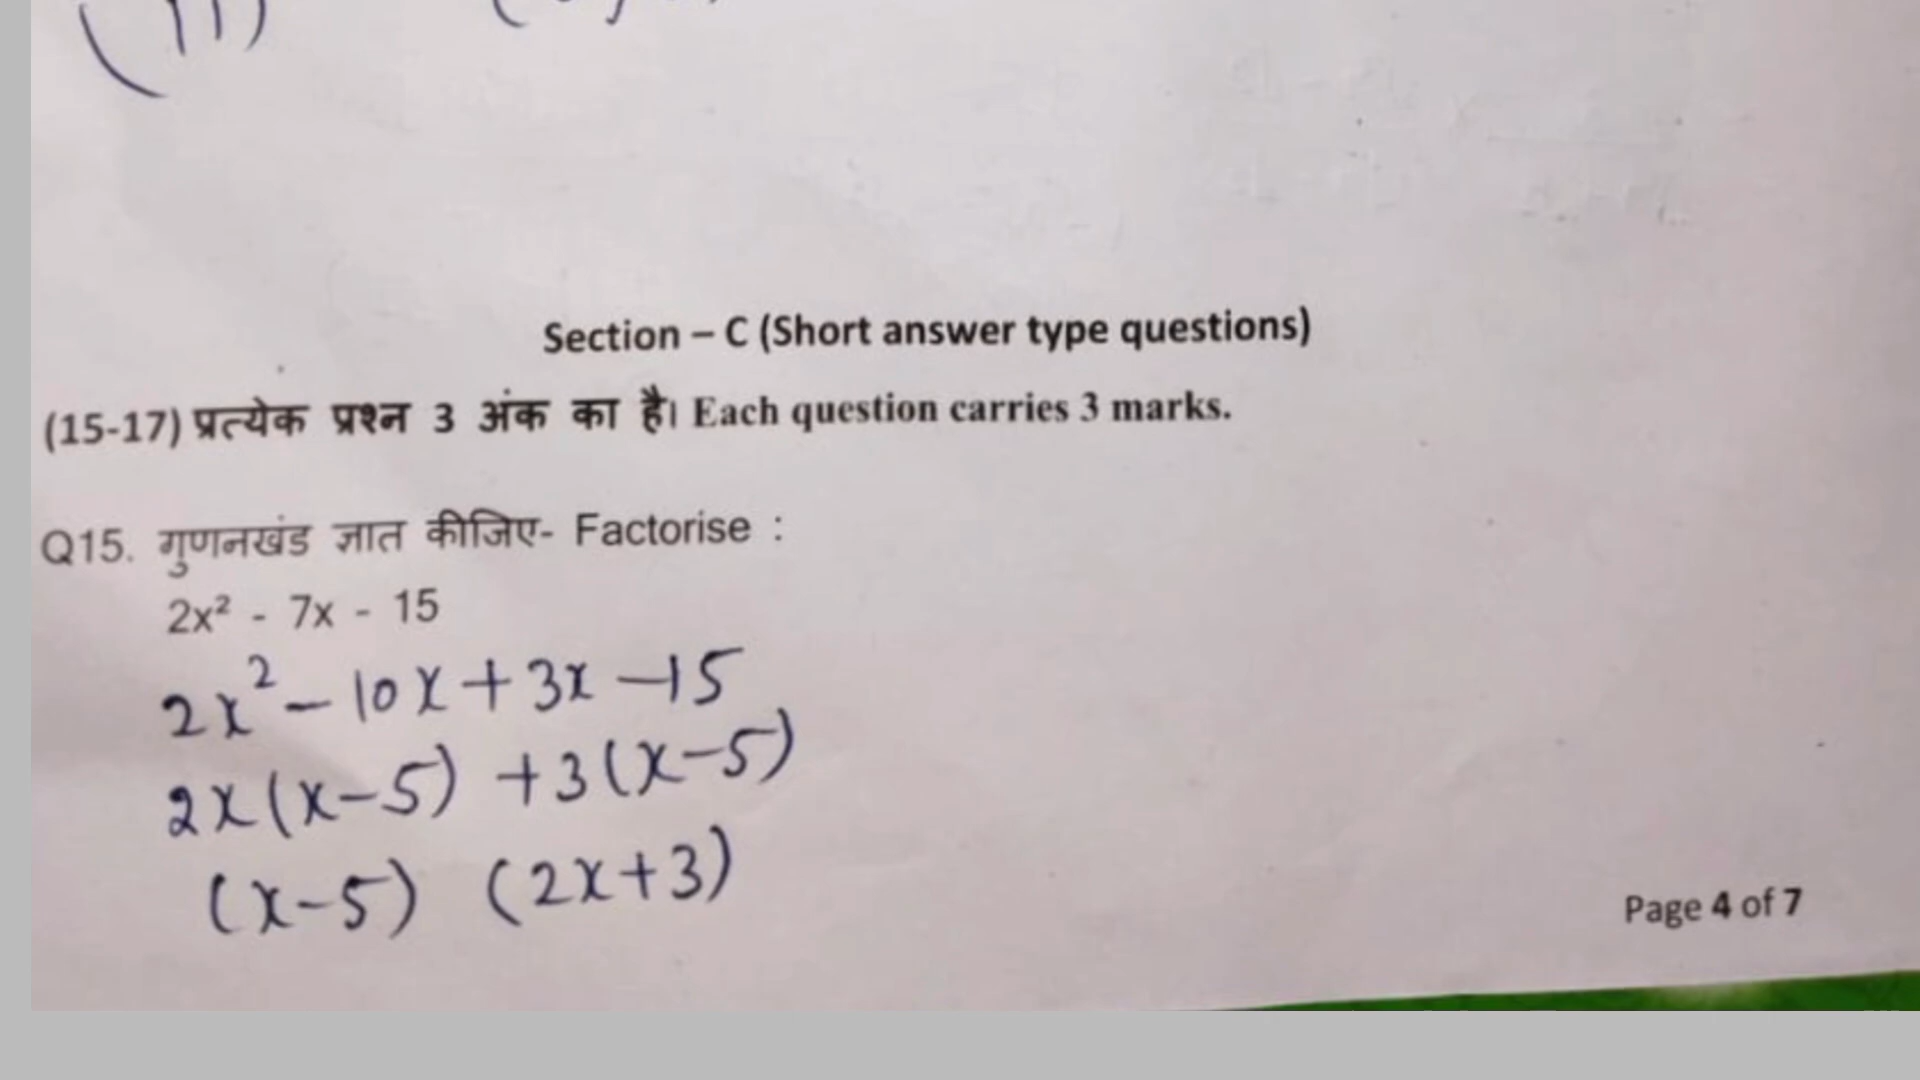 (11)
Section – C (Short answer type questions)
(15-17) प्रत्येक प्रश्न 3 अंक का है। Each question carries 3 marks.
Q15. गुणनखंड ज्ञात कीजिए- Factorise :
2x² - 7x - 15
2x² - 10x + 3x - 15
2x(x-5) +3(x-5)
(x-5) (2x+3)
Page 4 of 7